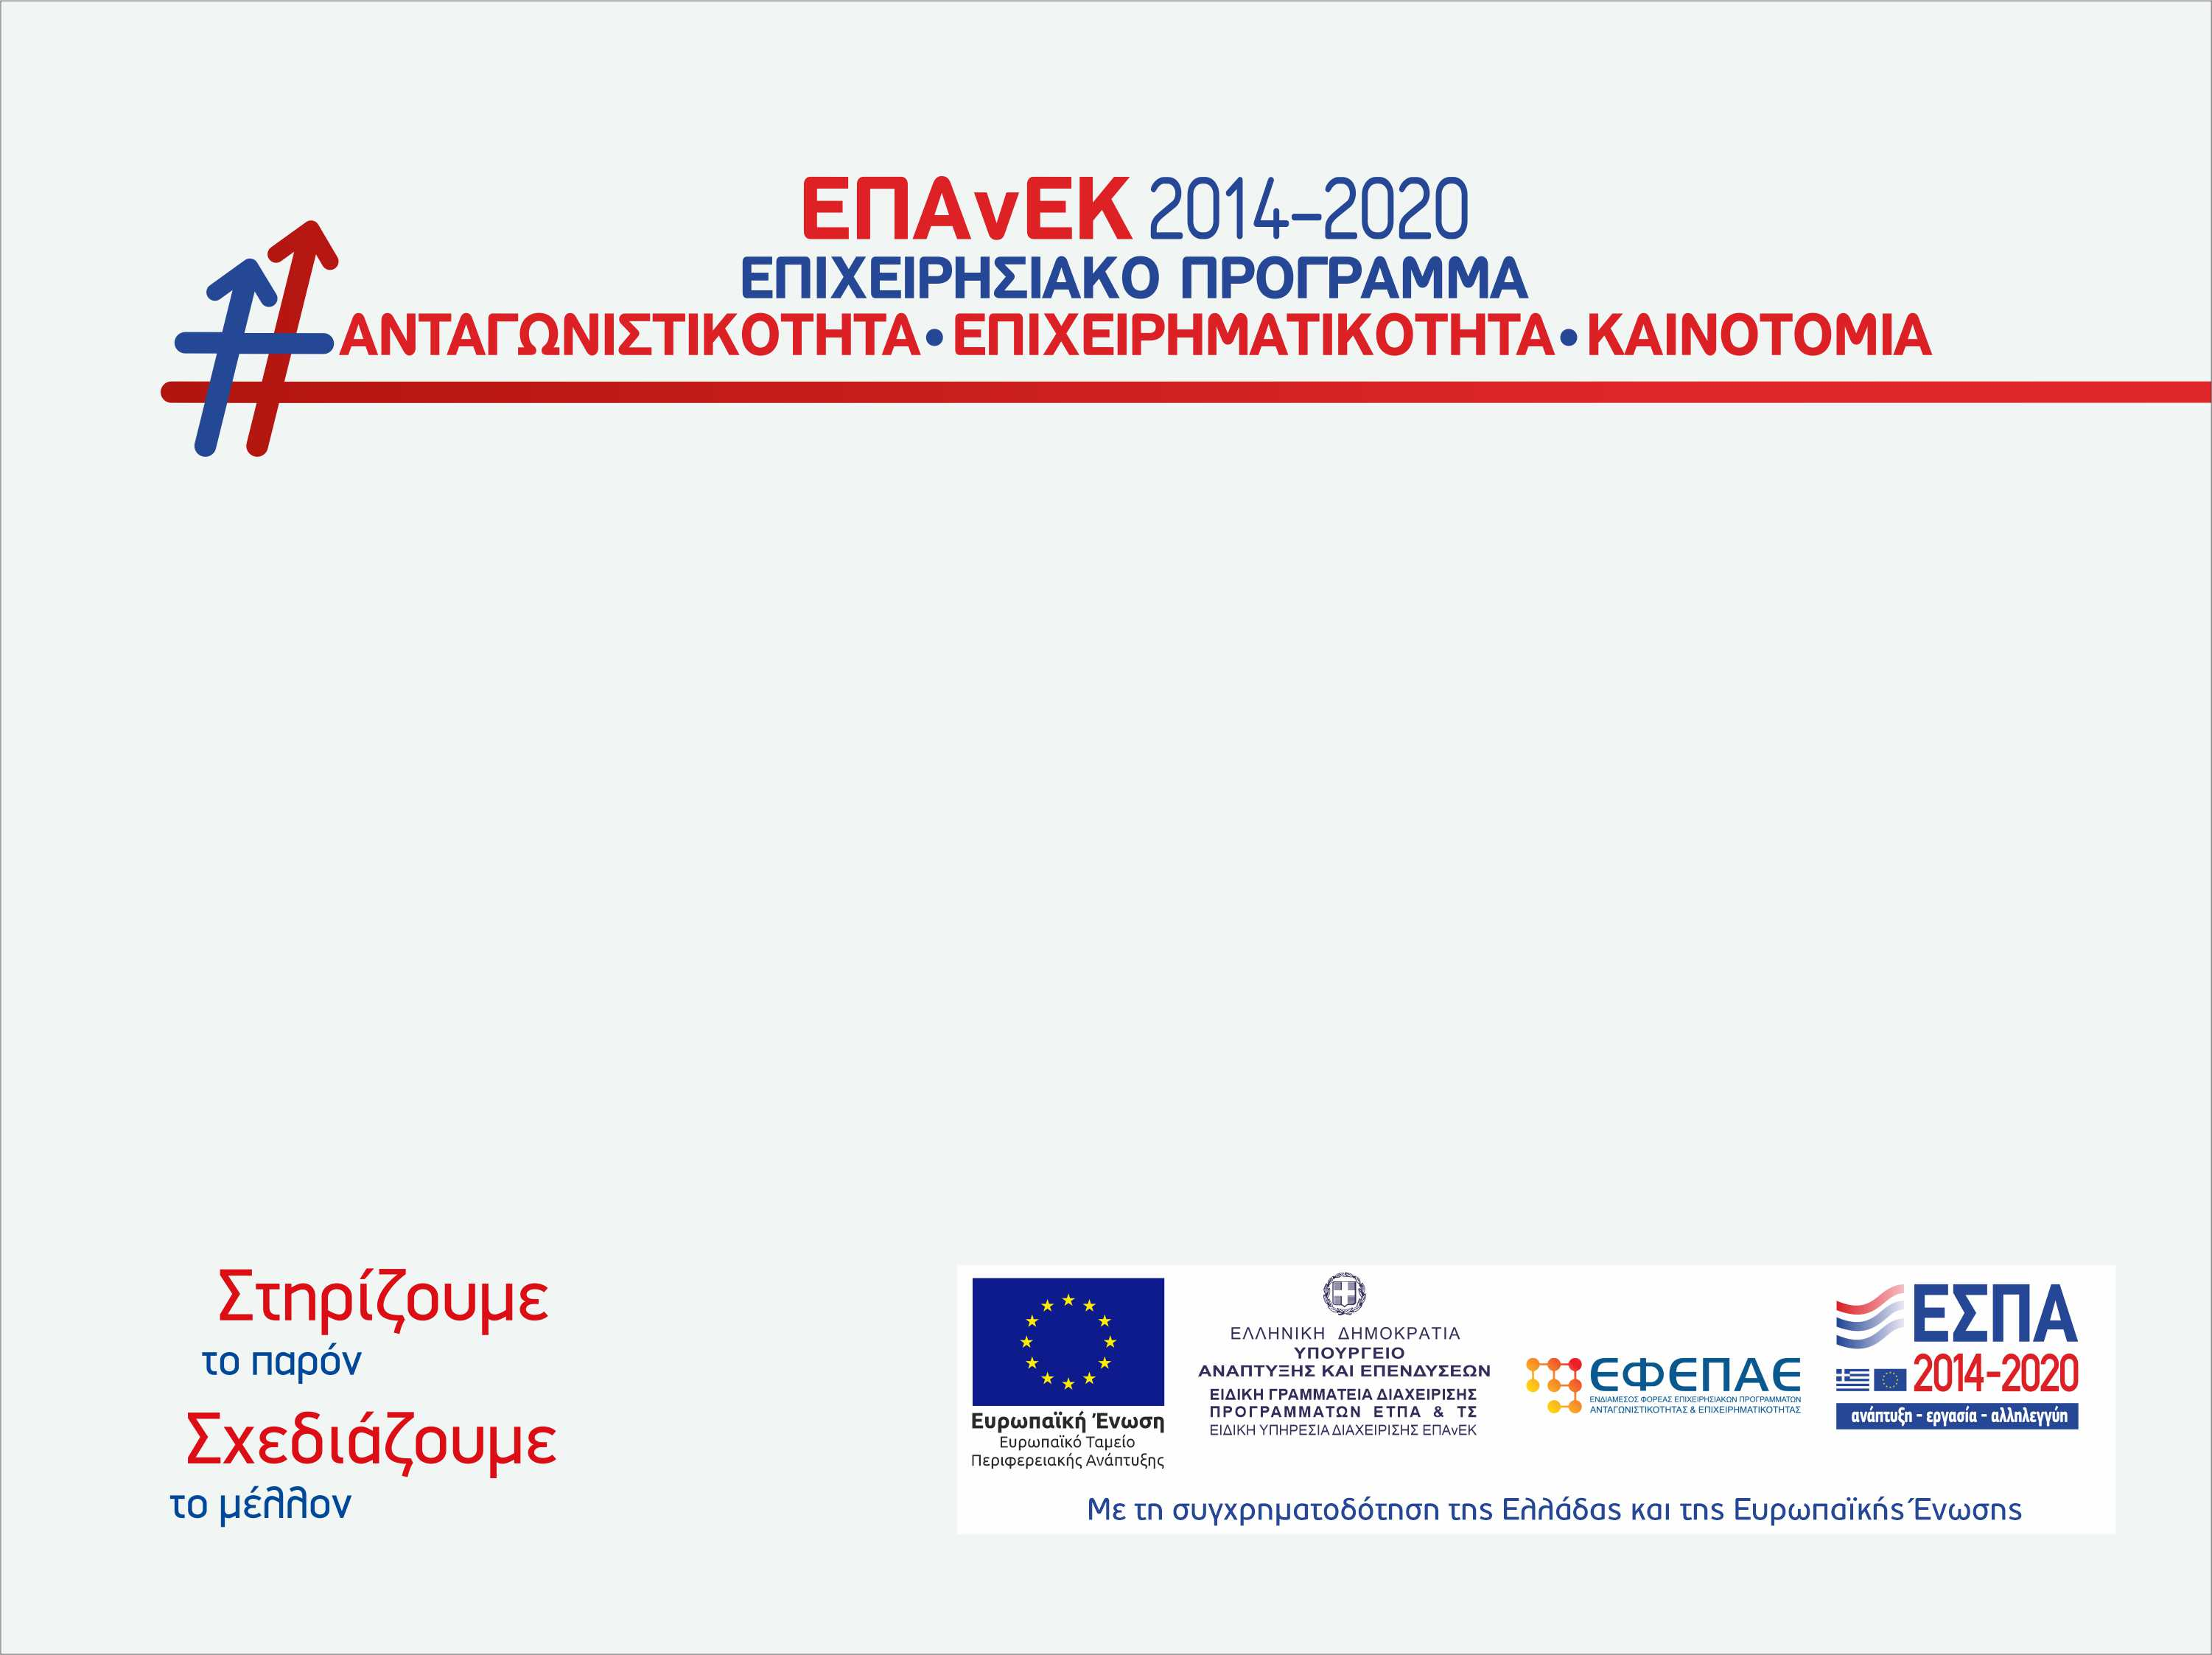 ΕΠΑνΕΚ 2014-2020
ΕΠΙΧΕΙΡΗΣΙΑΚΟ ΠΡΟΓΡΑΜΜΑ
ΑΝΤΑΓΩΝΙΣΤΙΚΟΤΗΤΑ • ΕΠΙΧΕΙΡΗΜΑΤΙΚΟΤΗΤΑ • ΚΑΙΝΟΤΟΜΙΑ
Στηρίζουμε
το παρόν
Σχεδιάζουμε
το μέλλον
Ευρωπαϊκή Ένωση
Ευρωπαϊκό Ταμείο
Περιφερειακής Ανάπτυξης
ΕΛΛΗΝΙΚΗ ΔΗΜΟΚΡΑΤΙΑ
ΥΠΟΥΡΓΕΙΟ
ΑΝΑΠΤΥΞΗΣ ΚΑΙ ΕΠΕΝΔΥΣΕΩΝ
ΕΙΔΙΚΗ ΓΡΑΜΜΑΤΕΙΑ ΔΙΑΧΕΙΡΙΣΗΣ
ΠΡΟΓΡΑΜΜΑΤΩΝ ΕΤΠΑ & ΤΣ
ΕΙΔΙΚΗ ΥΠΗΡΕΣΙΑ ΔΙΑΧΕΙΡΙΣΗΣ ΕΠΑνΕΚ
ΕΦΕΠΑΕ
ΕΝΔΙΑΜΕΣΟΣ ΦΟΡΕΑΣ ΕΠΙΧΕΙΡΗΣΙΑΚΩΝ ΠΡΟΓΡΑΜΜΑΤΩΝ
ΑΝΤΑΓΩΝΙΣΤΙΚΟΤΗΤΑΣ & ΕΠΙΧΕΙΡΗΜΑΤΙΚΟΤΗΤΑΣ
ΕΣΠΑ
2014-2020
ανάπτυξη - εργασία - αλληλεγγύη
Με τη συγχρηματοδότηση της Ελλάδας και της Ευρωπαϊκής Ένωσης